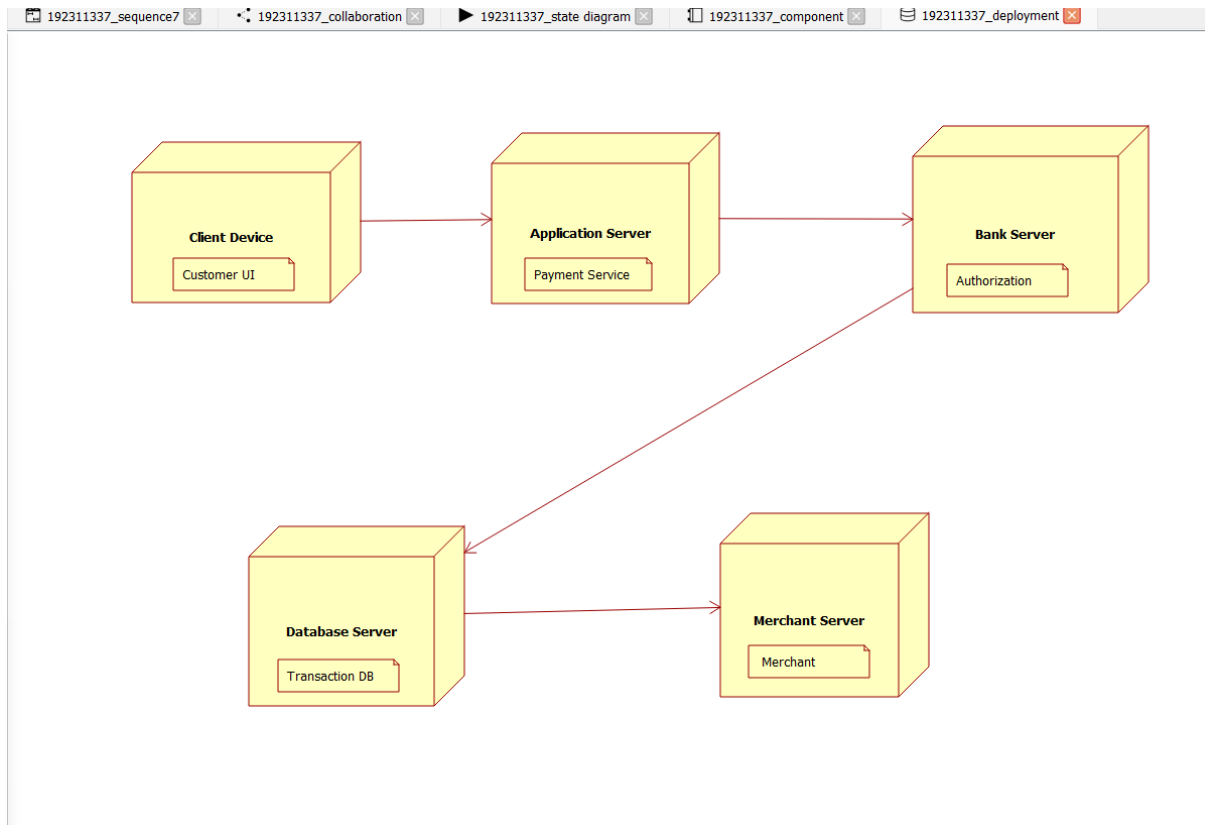 192311337_sequence7
192311337_collaboration
192311337_state diagram
192311337_component
192311337_deployment
Client Device
Customer UI
Application Server
Payment Service
Bank Server
Authorization
Database Server
Transaction DB
Merchant Server
Merchant